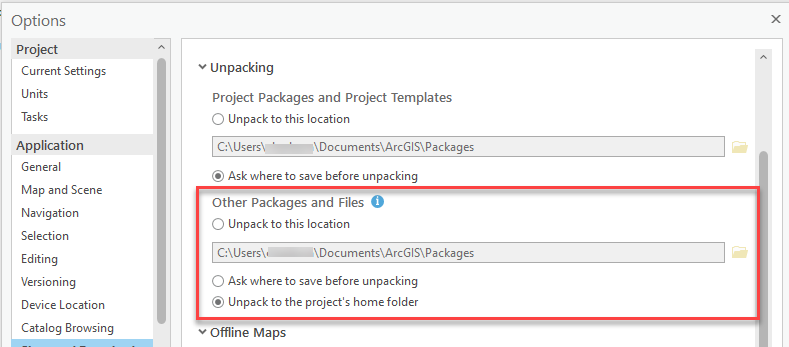 Options
Project
Current Settings
Units
Tasks
Application
General
Map and Scene
Navigation
Selection
Editing
Versioning
Device Location
Catalog Browsing
Unpacking
Project Packages and Project Templates
Unpack to this location
C:\Users\ \Documents\ArcGIS\Packages
Ask where to save before unpacking
Other Packages and Files
Unpack to this location
C:\Users\ \Documents\ArcGIS\Packages
Ask where to save before unpacking
Unpack to the project's home folder
Offline Maps